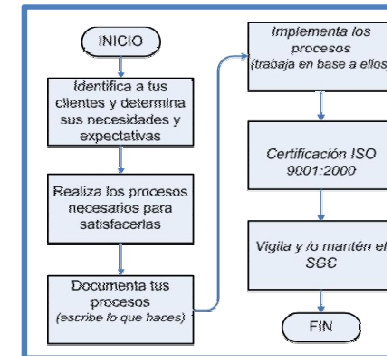 INICIO
Identifica a tus
clientes y determina
sus necesidades y
expectativas
Realiza los procesos
necesarios para
satisfacerlas
Documenta tus
procesos
(escribe lo que haces)
Implementa los
procesos
(trabaja en base a ellos)
Certificación ISO
9001:2000
Vigila y /o mantén el
SGC
FIN